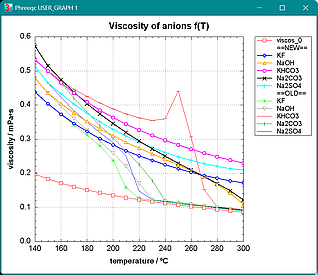 Phreeqc USER_GRAPH 1
Viscosity of anions f(T)
viscosity / mPa·s
0.6
0.5
0.4
0.3
0.2
0.1
0.0
140 160 180 200 220 240 260 280 300
temperature / °C
viscos_0
==NEW==
KF
NaOH
KHCO3
Na2CO3
Na2SO4
==OLD==
KF
NaOH
KHCO3
Na2CO3
Na2SO4